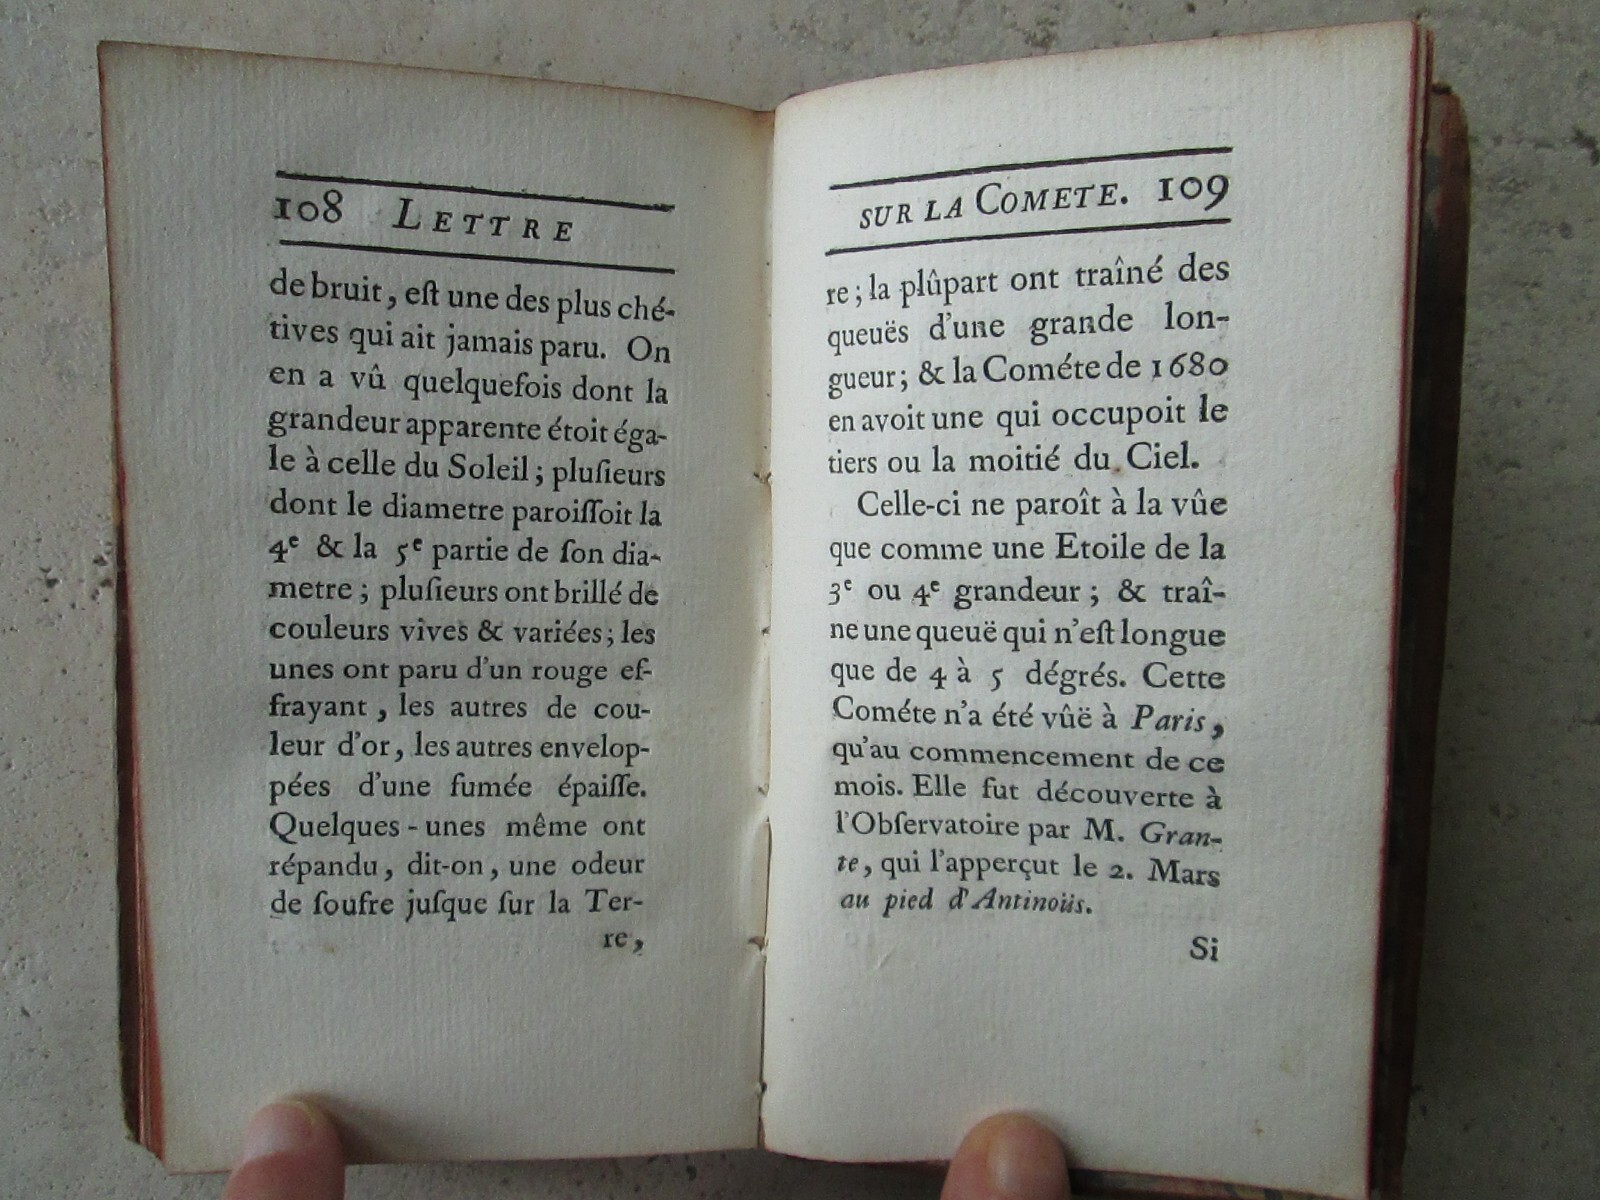 108 LETTRE
de bruit, eſt une des plus ché-
tives qui ait jamais paru. On
en a vû quelquefois dont la
grandeur apparente étoit éga-
le à celle du Soleil; pluſieurs
dont le diametre paroiſſoit la
4e & la 5e partie de ſon dia-
metre; pluſieurs ont brillé de
couleurs vives & variées; les
unes ont paru d'un rouge ef-
frayant, les autres de cou-
leur d'or, les autres envelop-
pées d'une fumée épaiſſe.
Quelques-unes même ont
répandu, dit-on, une odeur
de ſoufre juſque ſur la Ter-
re,
SUR LA COMETE. 109
re; la plûpart ont traîné des
queuës d'une grande lon-
gueur; & la Cométe de 1680
en avoit une qui occupoit le
tiers ou la moitié du Ciel.
Celle-ci ne paroît à la vûe
que comme une Etoile de la
3e ou 4e grandeur; & traî-
ne une queuë qui n'eſt longue
que de 4 à 5 dégrés. Cette
Cométe n'a été vûë à Paris,
qu'au commencement de ce
mois. Elle fut découverte à
l'Obſervatoire par M. Gran-
te, qui l'apperçut le 2. Mars
au pied d'Antinoüs.
Si